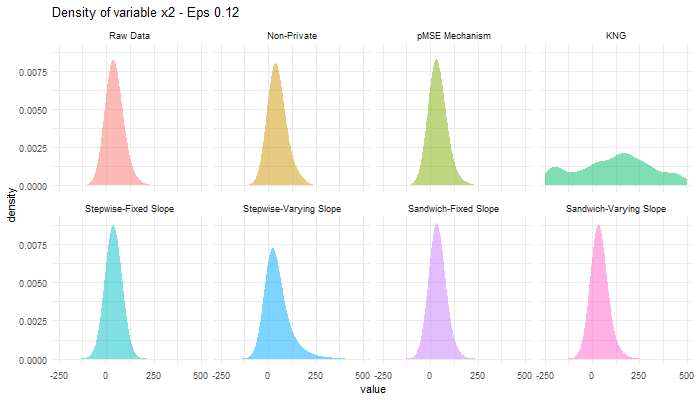 Density of variable x2 - Eps 0.12
Raw Data Non-Private pMSE Mechanism KNG
0.0075
0.0050
0.0025
0.0000
density
Stepwise-Fixed Slope Stepwise-Varying Slope Sandwich-Fixed Slope Sandwich-Varying Slope
0.0075
0.0050
0.0025
0.0000
-250 0 250 500 -250 0 250 500 -250 0 250 500 -250 0 250 500
value